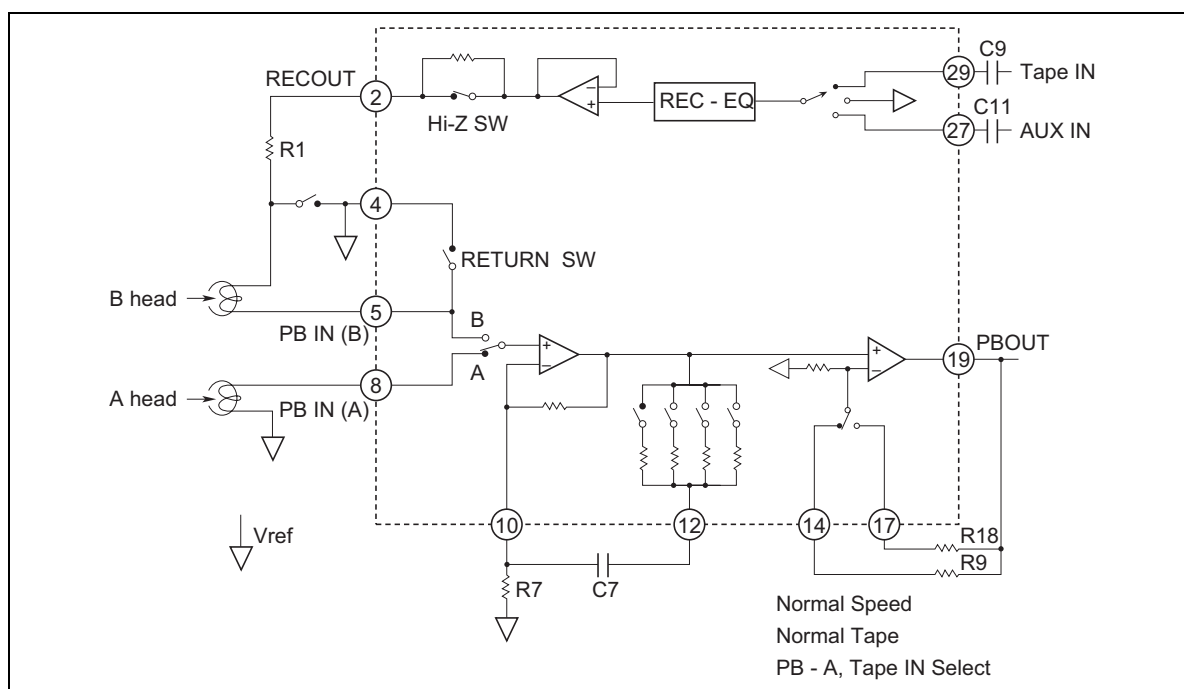 RECOUT
2
Hi-Z SW
REC - EQ
29
C9
Tape IN
C11
27
AUX IN
R1
4
RETURN SW
B head
5
PB IN (B)
B
A
A head
8
PB IN (A)
+
−
+
−
+
−
19
PBOUT
10
12
14
17
R18
R9
Vref
R7
C7
Normal Speed
Normal Tape
PB - A, Tape IN Select